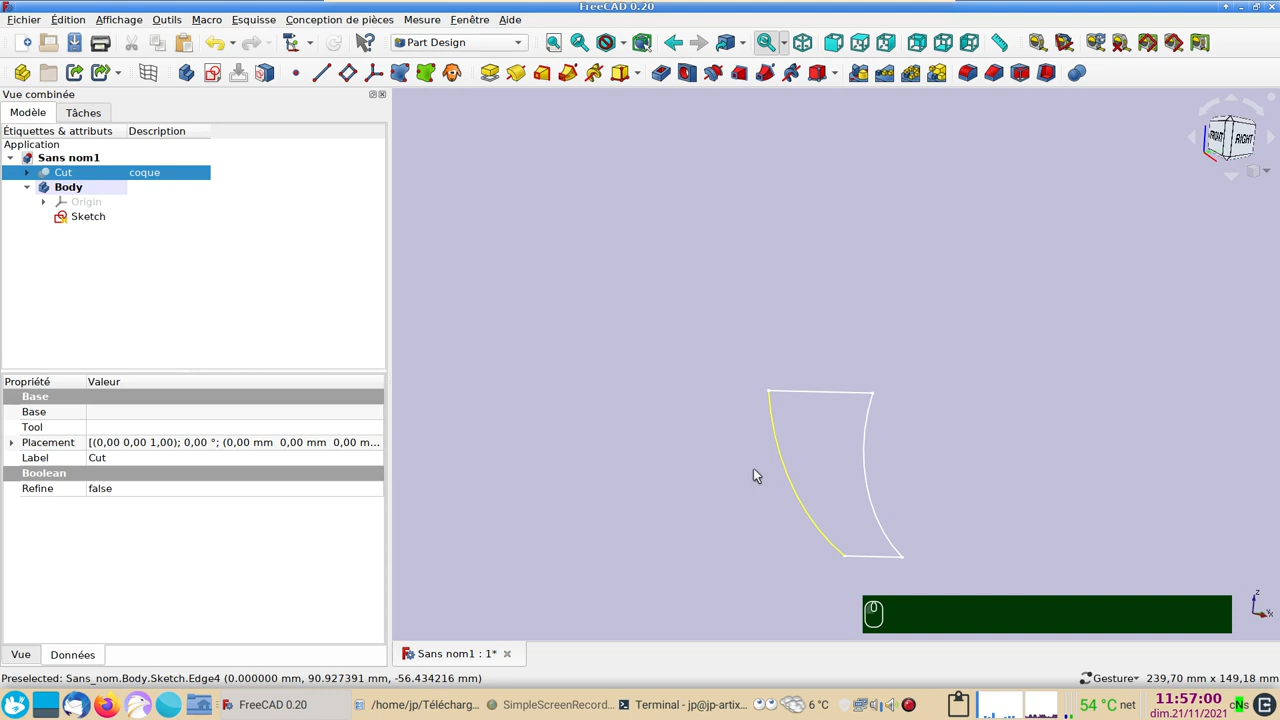 FreeCAD 0.20
Fichier Édition Affichage Outils Macro Esquisse Conception de pièces Mesure Fenêtre Aide
Part Design
Vue combinée
Modèle Tâches
Étiquettes & attributs Description
Application
Sans nom1
Cut coque
Body
Origin
Sketch
FRONT RIGHT
Propriété Valeur
Base
Base
Tool
Placement [(0,00 0,00 1,00); 0,00 °; (0,00 mm 0,00 mm 0,00 m...
Label Cut
Boolean
Refine false
Z
Vue Données
Sans nom1 : 1*
Preselected: Sans_nom.Body.Sketch.Edge4 (0.000000 mm, 90.927391 mm, -56.434216 mm)
Gesture 239,70 mm x 149,18 mm
FreeCAD 0.20
/home/jp/Télécharg...
SimpleScreenRecord...
Terminal - jp@jp-artix...
6 °C
54 °C net
11:57:00
dim.21/11/2021